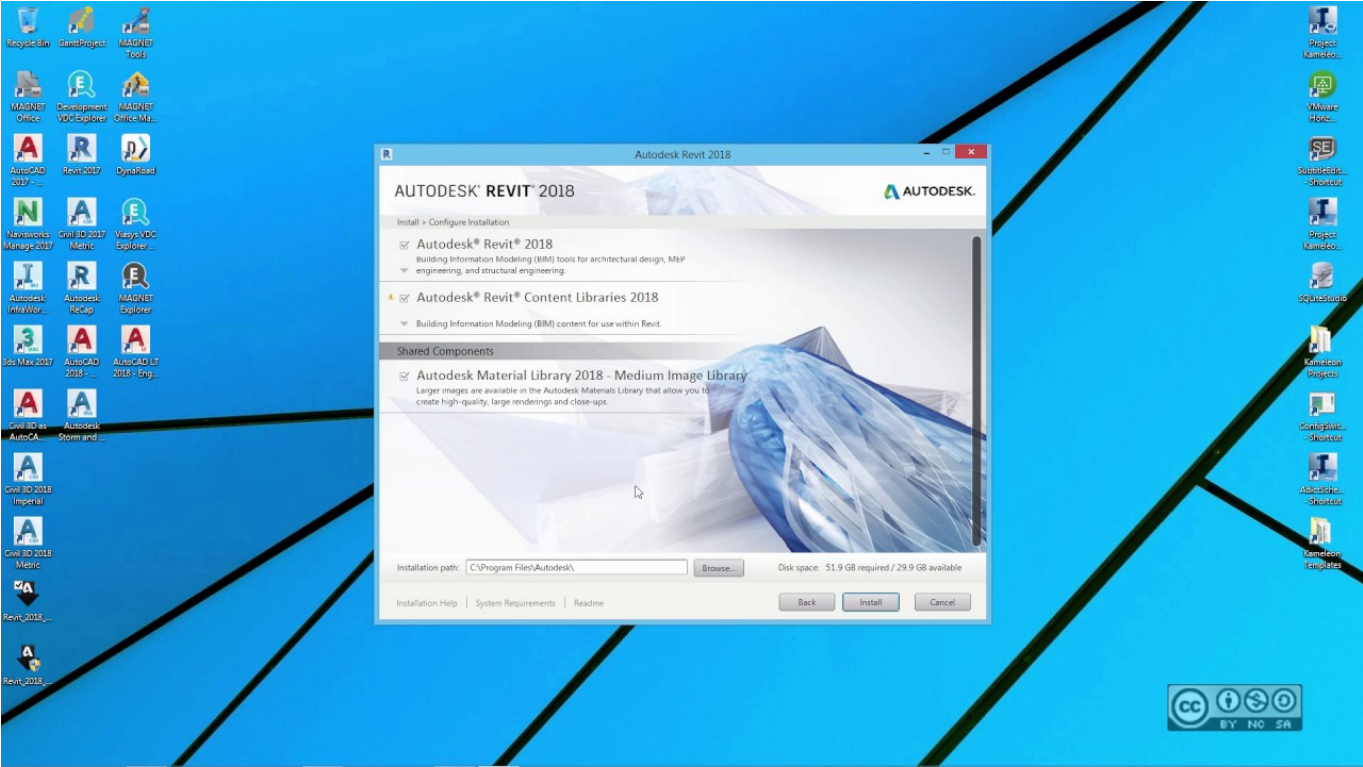 Recycle Bin
GanttProject
MAGNET
Tools
MAGNET
Office
Development
VDC Explorer
MAGNET
Office Ma...
AutoCAD
2017 - ...
Revit 2017
DynaRoad
Navisworks
Manage 2017
Civil 3D 2017
Metric
Viasys VDC
Explorer ...
Autodesk
InfraWor...
Autodesk
ReCap
MAGNET
Explorer
3ds Max 2017
AutoCAD
2018 - ...
AutoCAD LT
2018 - Eng...
Civil 3D as
AutoCA...
Autodesk
Storm and ...
Civil 3D 2018
Imperial
Civil 3D 2018
Metric
Revit_2018_...
Revit_2018_...
Autodesk Revit 2018
AUTODESK® REVIT® 2018
AUTODESK.
Install > Configure Installation
Autodesk® Revit® 2018
Building Information Modeling (BIM) tools for architectural design, MEP
engineering, and structural engineering.
Autodesk® Revit® Content Libraries 2018
Building Information Modeling (BIM) content for use within Revit.
Shared Components
Autodesk Material Library 2018 - Medium Image Library
Larger images are available in the Autodesk Materials Library that allow you to
create high-quality, large renderings and close-ups.
Installation path: C:\Program Files\Autodesk\ Browse... Disk space: 51.9 GB required / 29.9 GB available
Installation Help | System Requirements | Readme Back Install Cancel
Project
Kameleo...
VMware
Horiz...
SE
SubtitleEdit...
- Shortcut
Project
Kameleo...
SQLiteStudio
Kameleon
Projects
ConfigSwit...
- Shortcut
AdictSche...
- Shortcut
Kameleon
Templates
cc
BY NC SA